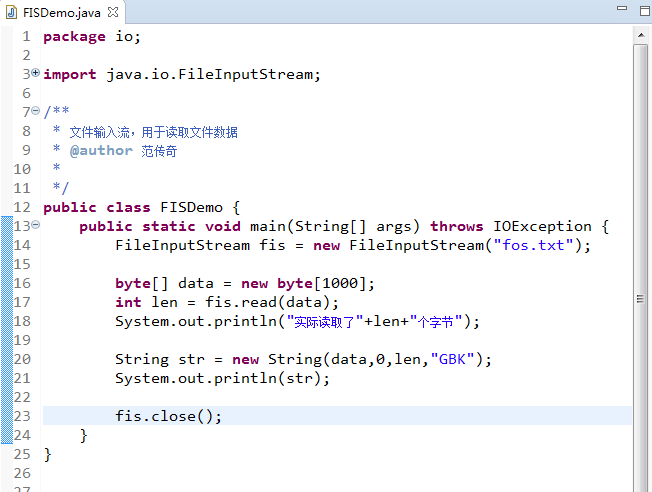 FISDemo.java
1 package io;
2
3 import java.io.FileInputStream;
6
7 /**
8 * 文件输入流，用于读取文件数据
9 * @author 范传奇
10 *
11 */
12 public class FISDemo {
13 public static void main(String[] args) throws IOException {
14 FileInputStream fis = new FileInputStream("fos.txt");
15
16 byte[] data = new byte[1000];
17 int len = fis.read(data);
18 System.out.println("实际读取了"+len+"个字节");
19
20 String str = new String(data,0,len,"GBK");
21 System.out.println(str);
22
23 fis.close();
24 }
25 }
26
27